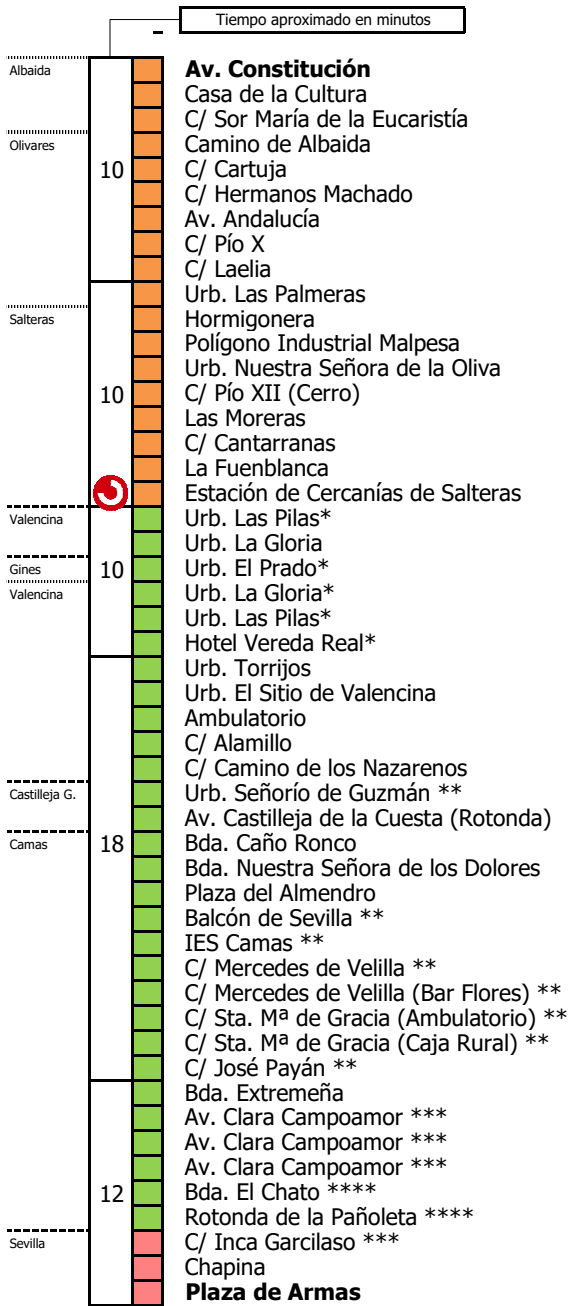 Tiempo aproximado en minutos
Albaida
Av. Constitución
Casa de la Cultura
C/ Sor María de la Eucaristía
Olivares
Camino de Albaida
10
C/ Cartuja
C/ Hermanos Machado
Av. Andalucía
C/ Pío X
C/ Laelia
Urb. Las Palmeras
Salteras
Hormigonera
Polígono Industrial Malpesa
Urb. Nuestra Señora de la Oliva
10
C/ Pío XII (Cerro)
Las Moreras
C/ Cantarranas
La Fuenblanca
Estación de Cercanías de Salteras
Valencina
Urb. Las Pilas*
Urb. La Gloria
Gines
10
Urb. El Prado*
Valencina
Urb. La Gloria*
Urb. Las Pilas*
Hotel Vereda Real*
Urb. Torrijos
Urb. El Sitio de Valencina
Ambulatorio
C/ Alamillo
C/ Camino de los Nazarenos
Castilleja G.
Urb. Señorío de Guzmán **
Av. Castilleja de la Cuesta (Rotonda)
Camas
18
Bda. Caño Ronco
Bda. Nuestra Señora de los Dolores
Plaza del Almendro
Balcón de Sevilla **
IES Camas **
C/ Mercedes de Velilla **
C/ Mercedes de Velilla (Bar Flores) **
C/ Sta. Mª de Gracia (Ambulatorio) **
C/ Sta. Mª de Gracia (Caja Rural) **
C/ José Payán **
Bda. Extremeña
Av. Clara Campoamor ***
Av. Clara Campoamor ***
Av. Clara Campoamor ***
12
Bda. El Chato ****
Rotonda de la Pañoleta ****
Sevilla
C/ Inca Garcilaso ***
Chapina
Plaza de Armas